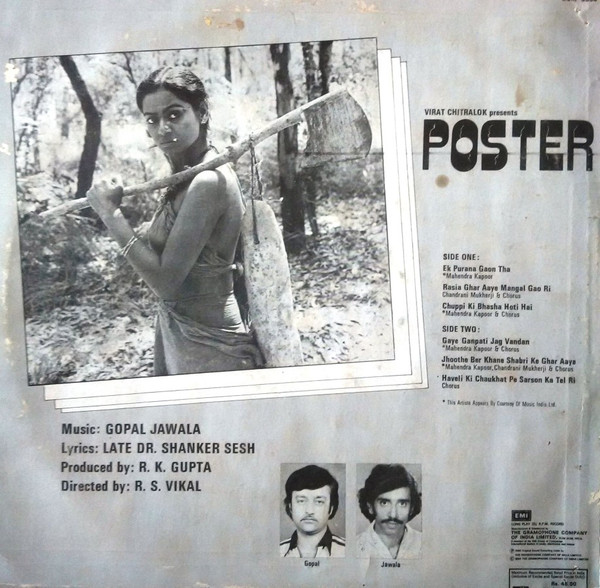 VIRAT CHITRALOK presents
POSTER
SIDE ONE:
Ek Purana Gaon Tha
*Mahendra Kapoor
Rasia Ghar Aaye Mangal Gao Ri
Chandrani Mukherji & Chorus
Chuppi Ki Bhasha Hoti Hai
*Mahendra Kapoor & Chorus
SIDE TWO:
Gaye Ganpati Jag Vandan
*Mahendra Kapoor & Chorus
Jhoothe Ber Khane Shabri Ke Ghar Aaya
*Mahendra Kapoor, Chandrani Mukherji & Chorus
Haveli Ki Chaukhat Pe Sarson Ka Tel Ri
Chorus
* This Artiste Appears By Courtesy Of Music India Ltd.
Music: GOPAL JAWALA
Lyrics: LATE DR. SHANKER SESH
Produced by: R. K. GUPTA
Directed by: R. S. VIKAL
Gopal
Jawala
EMI
THE GRAMOPHONE COMPANY
OF INDIA LIMITED